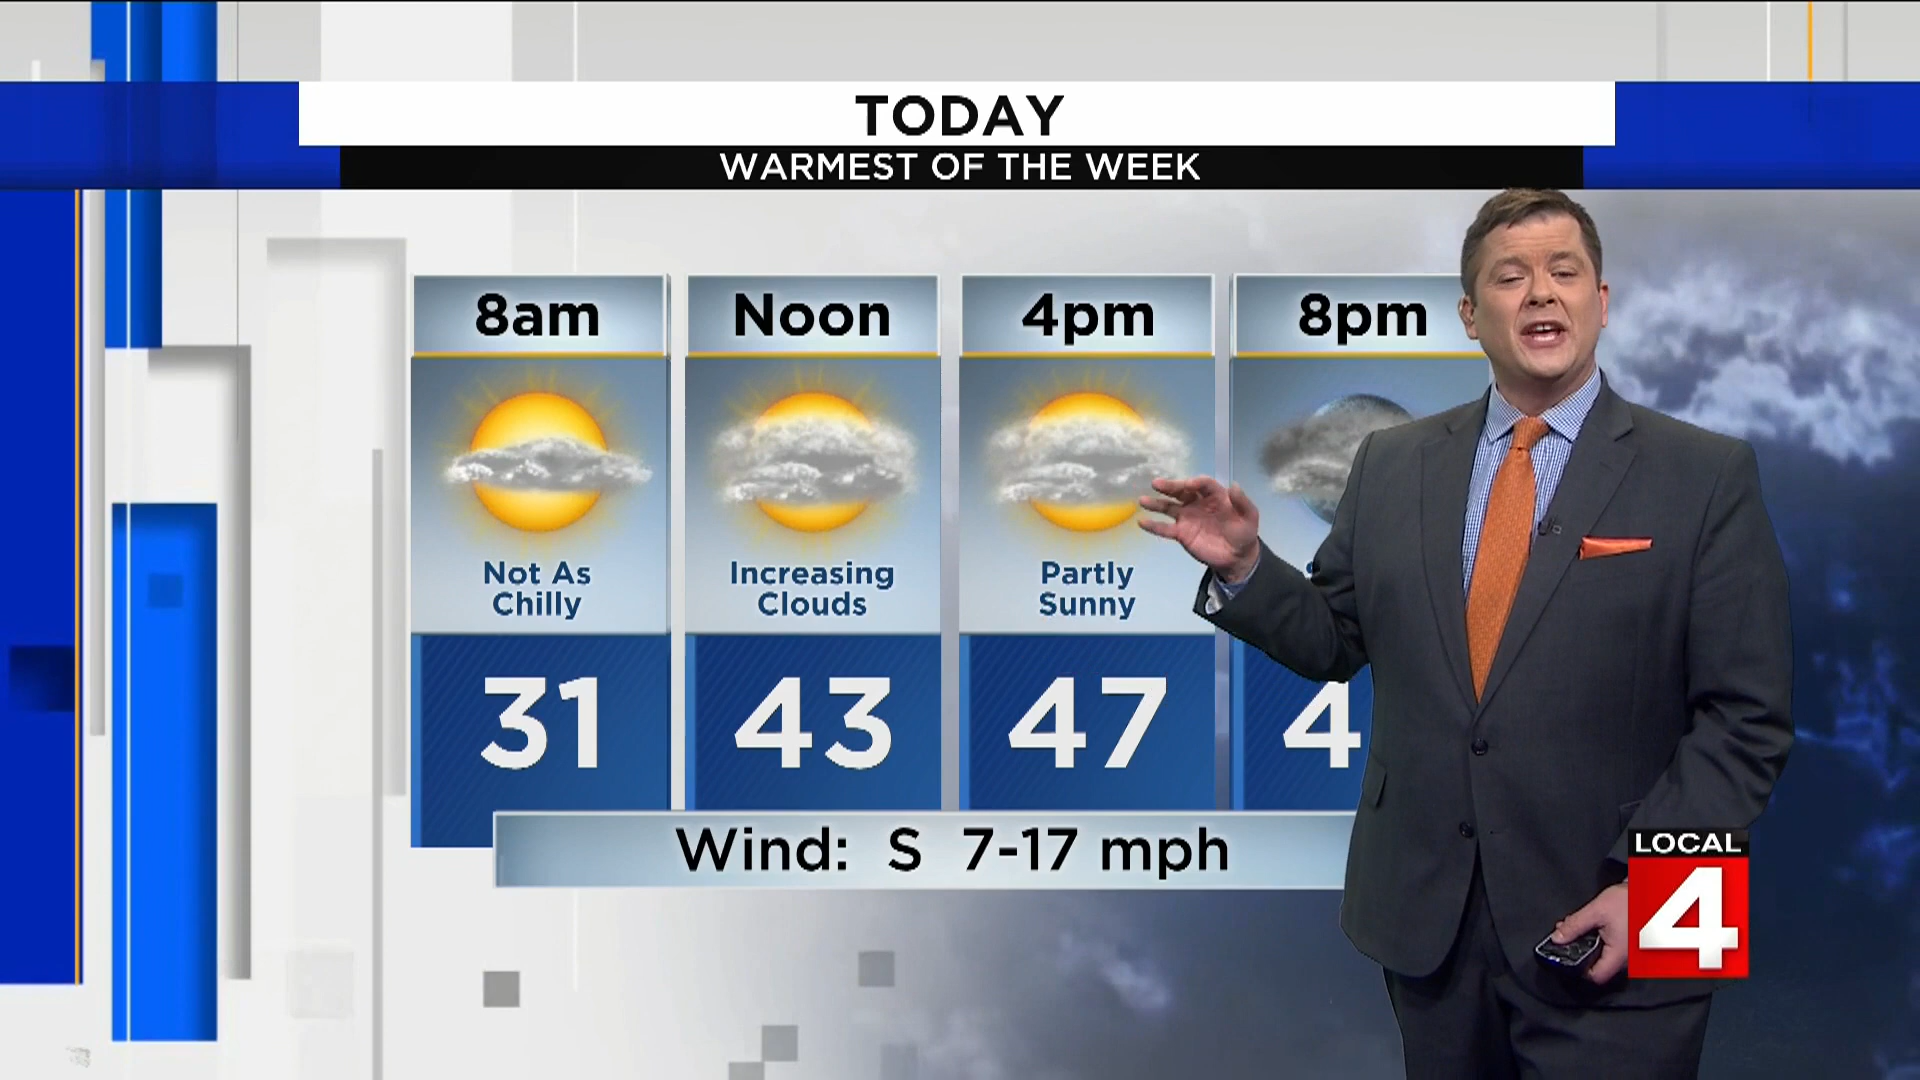 TODAY
WARMEST OF THE WEEK
8am
Noon
4pm
8pm
Not As
Chilly
Increasing
Clouds
Partly
Sunny
31
43
47
4
Wind: S 7-17 mph
LOCAL
4